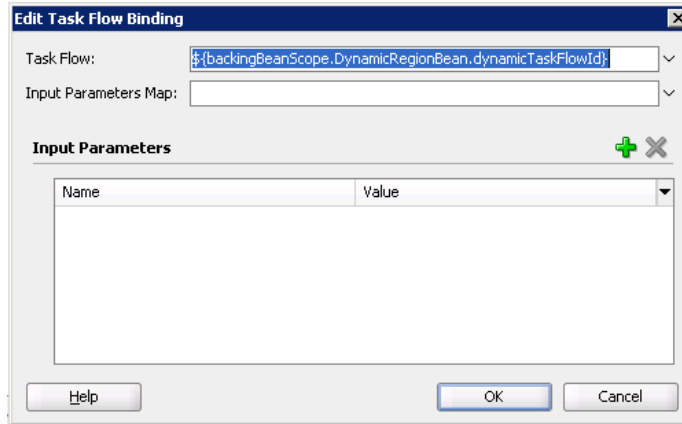 Edit Task Flow Binding
Task Flow: ${backingBeanScope.DynamicRegionBean.dynamicTaskFlowId}
Input Parameters Map:
Input Parameters
Name Value
Help OK Cancel